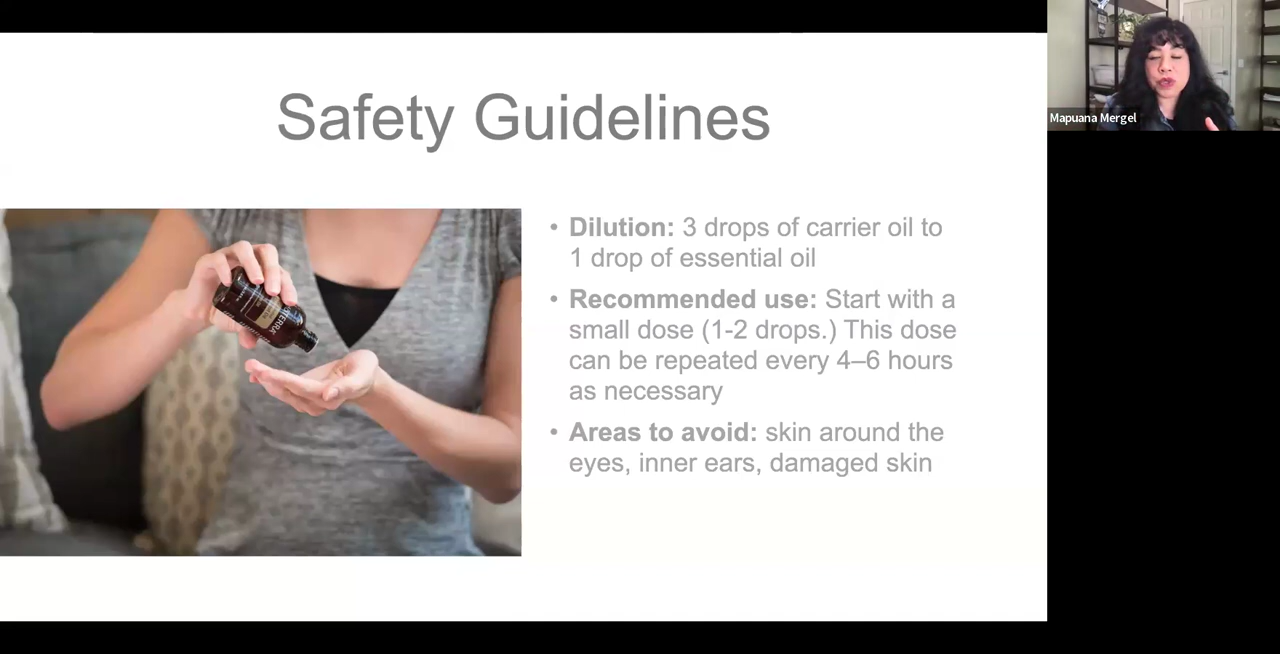 Safety Guidelines
• Dilution: 3 drops of carrier oil to
1 drop of essential oil
• Recommended use: Start with a
small dose (1-2 drops.) This dose
can be repeated every 4–6 hours
as necessary
• Areas to avoid: skin around the
eyes, inner ears, damaged skin
Mapuana Mergel